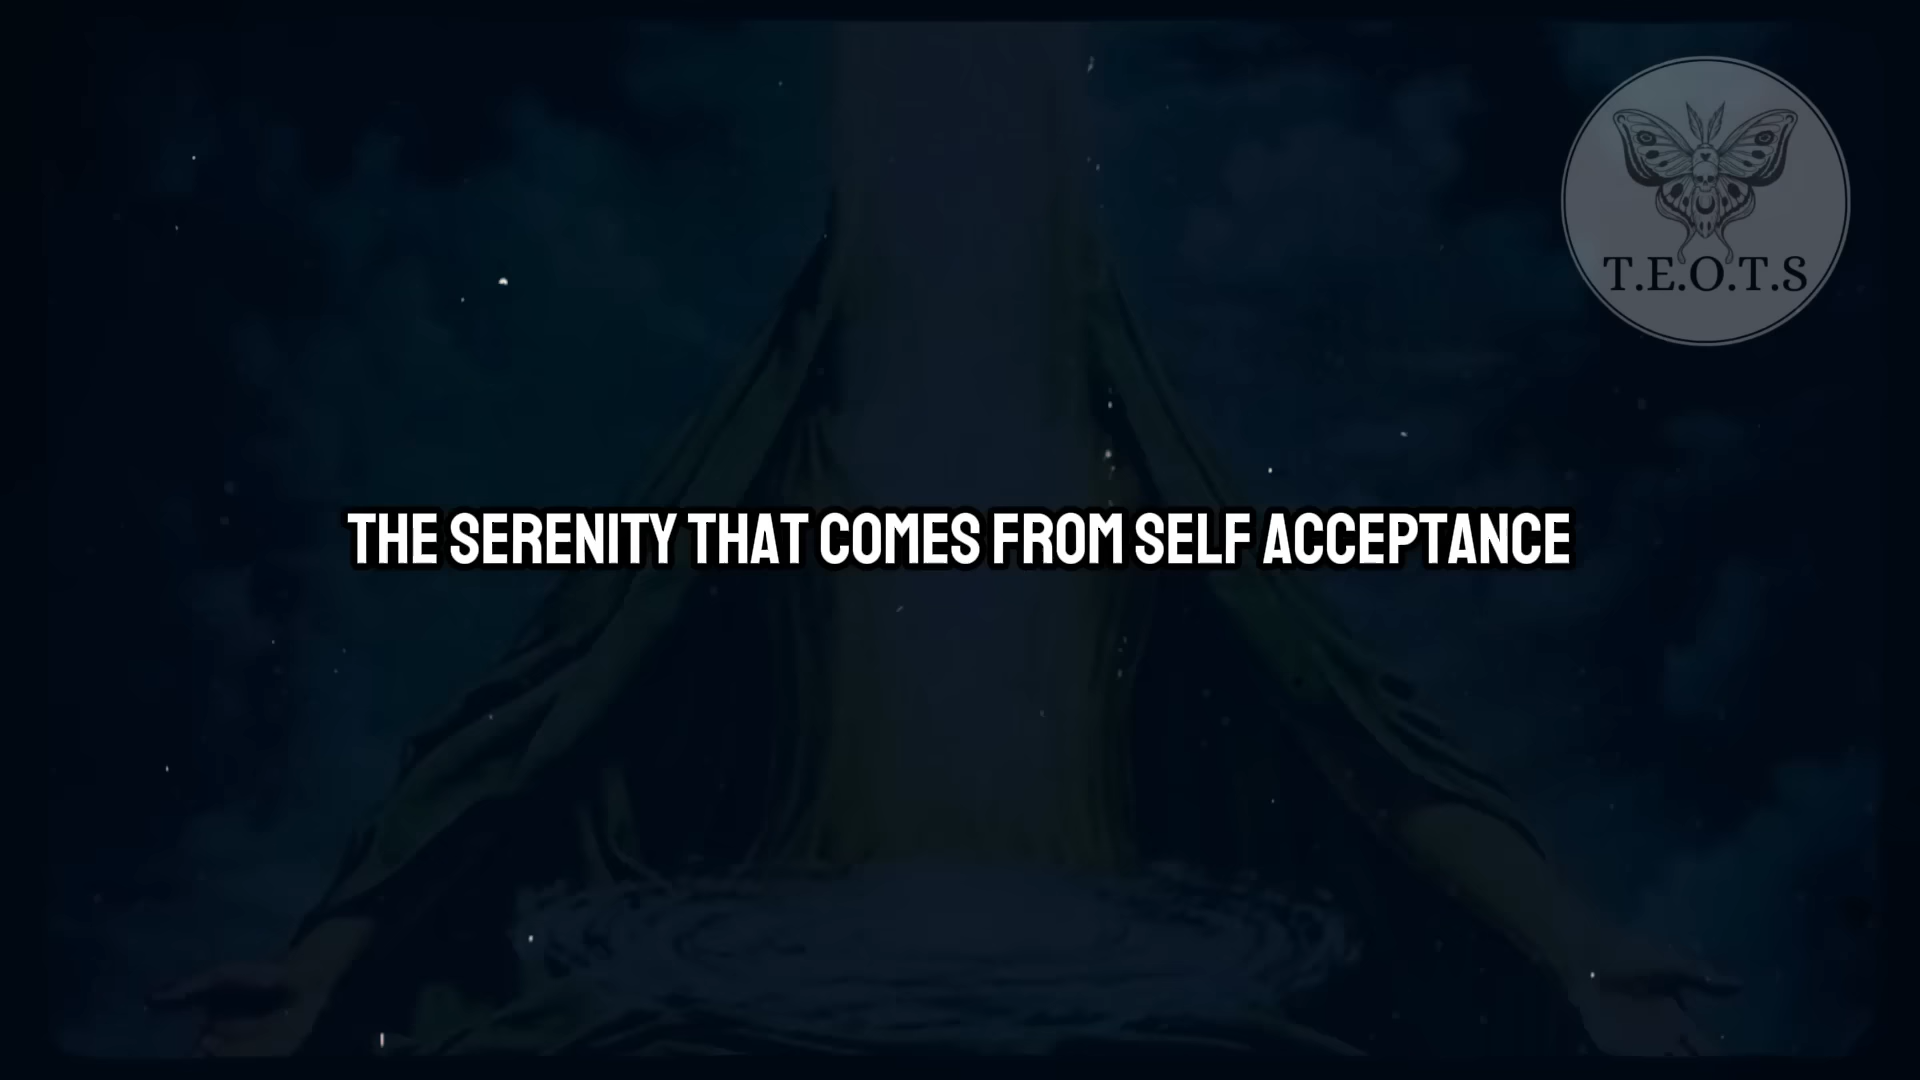 T.E.O.T.S
THE SERENITY THAT COMES FROM SELF ACCEPTANCE